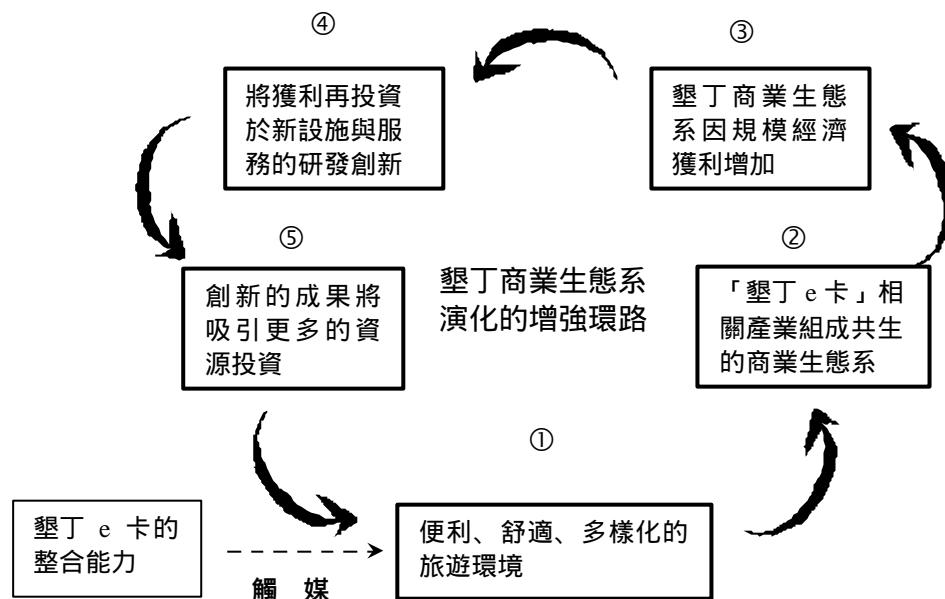 ④
③
將獲利再投資
於新設施與服
務的研發創新
墾丁商業生態
系因規模經濟
獲利增加
⑤
②
創新的成果將
吸引更多的資
源投資
墾丁商業生態系
演化的增強環路
「墾丁 e 卡」相
關產業組成共生
的商業生態系
①
墾丁 e 卡的
整合能力
觸 媒
便利、舒適、多樣化的
旅遊環境